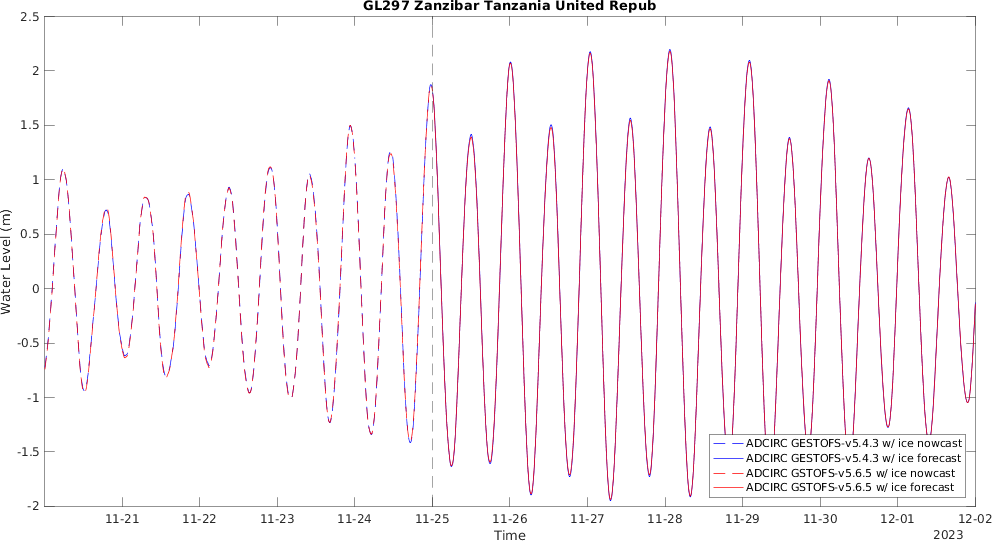 GL297 Zanzibar Tanzania United Repub
2.5
2
1.5
1
0.5
0
-0.5
-1
-1.5
-2
Water Level (m)
ADCIRC GESTOFS-v5.4.3 w/ ice nowcast
ADCIRC GESTOFS-v5.4.3 w/ ice forecast
ADCIRC GSTOFS-v5.6.5 w/ ice nowcast
ADCIRC GSTOFS-v5.6.5 w/ ice forecast
11-21 11-22 11-23 11-24 11-25 11-26 11-27 11-28 11-29 11-30 12-01 12-02
Time
2023